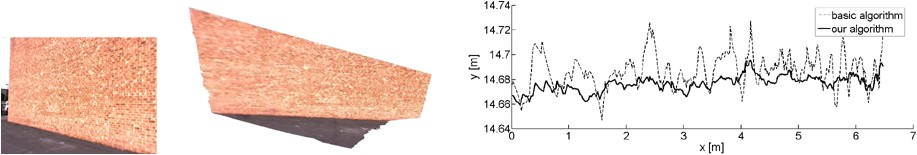 14.74
14.72
14.7
14.68
14.66
14.64
y [m]
basic algorithm
our algorithm
0 1 2 3 4 5 6 7
x [m]